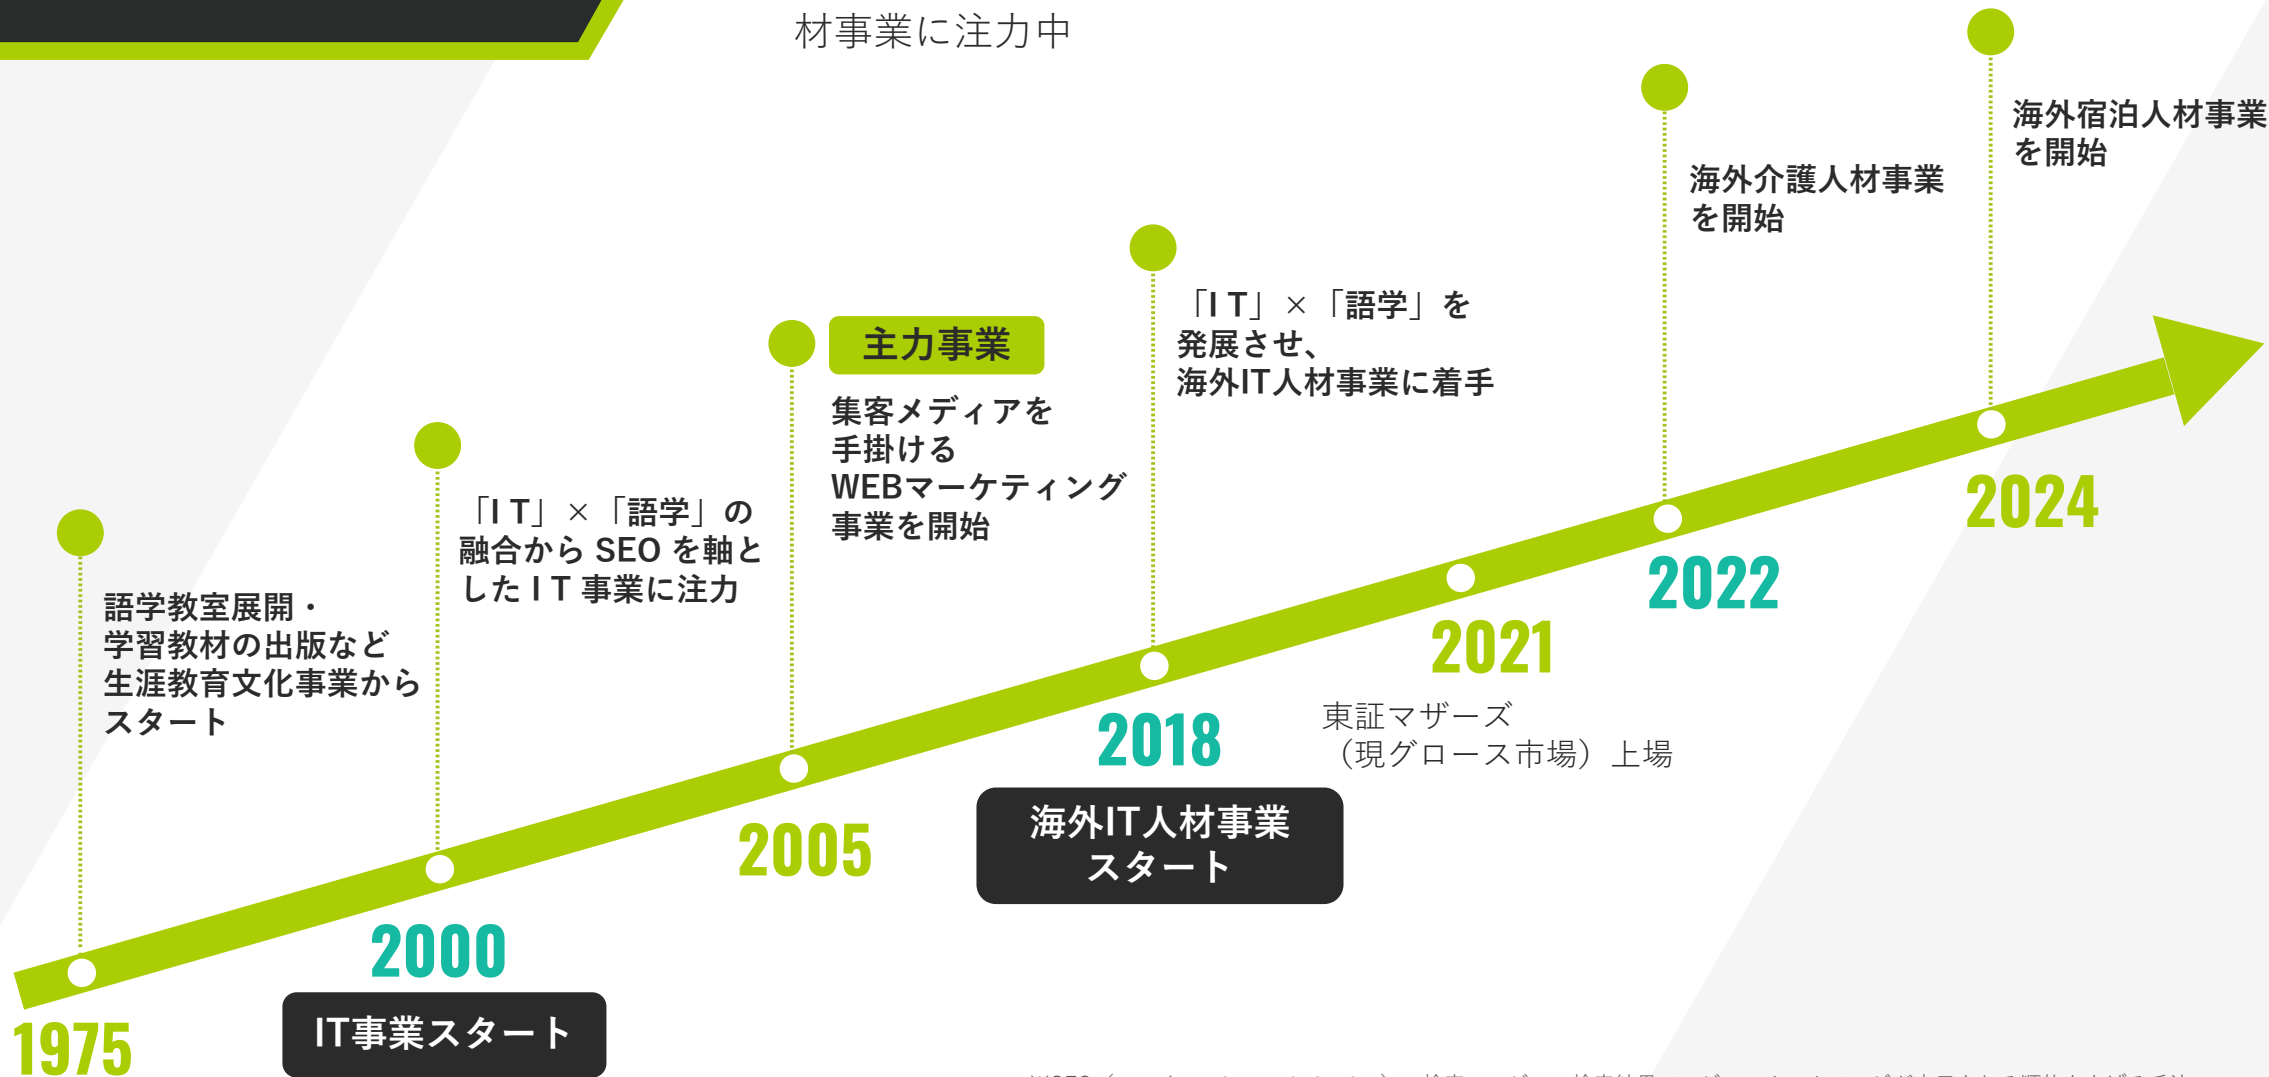 材事業に注力中
海外宿泊人材事業
を開始
海外介護人材事業
を開始
「IT」×「語学」を
発展させ、
海外IT人材事業に着手
主力事業
集客メディアを
手掛ける
WEBマーケティング
事業を開始
「IT」×「語学」の
融合から SEO を軸と
したIT 事業に注力
語学教室展開・
学習教材の出版など
生涯教育文化事業から
スタート
2024
2022
2021
東証マザーズ
（現グロース市場）上場
2018
海外IT人材事業
スタート
2005
2000
IT事業スタート
1975